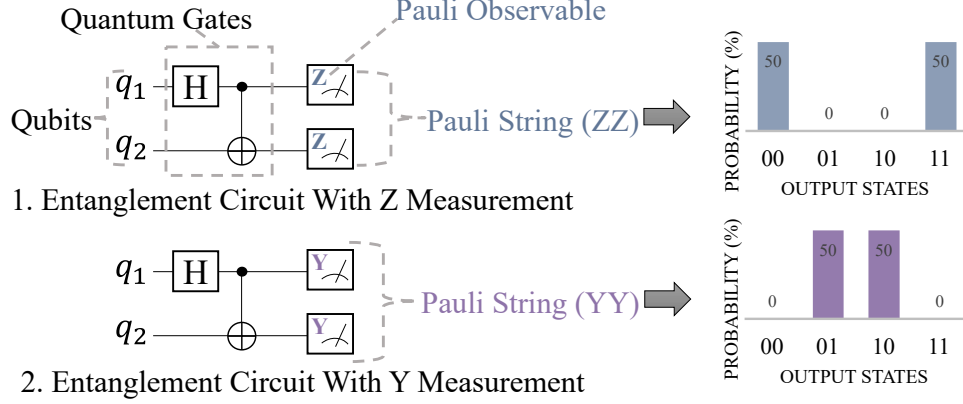 Quantum Gates
Pauli Observable
Qubits
q1
H
Z
q2
Z
Pauli String (ZZ)
PROBABILITY (%)
50
0
0
50
00 01 10 11
OUTPUT STATES
1. Entanglement Circuit With Z Measurement
q1
H
Y
q2
Y
Pauli String (YY)
PROBABILITY (%)
0
50
50
0
00 01 10 11
OUTPUT STATES
2. Entanglement Circuit With Y Measurement